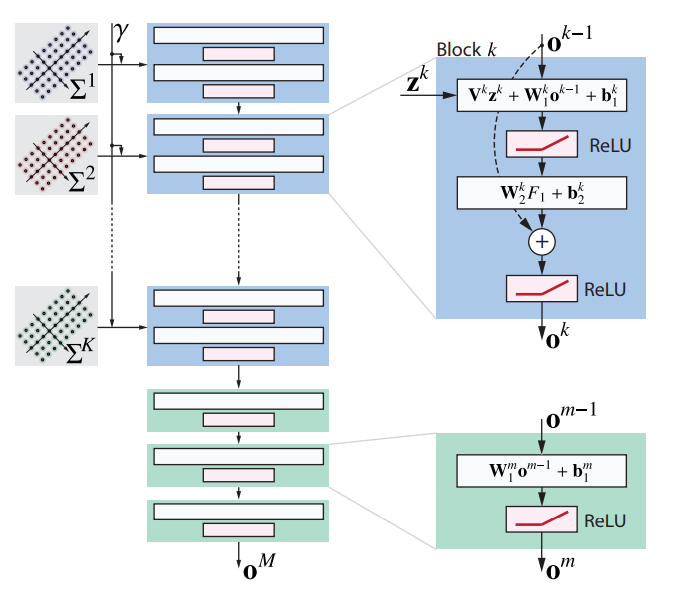 γ
Σ¹
Σ²
Σᴷ
oᴹ
Block k
oᵏ⁻¹
zᵏ
Vᵏzᵏ + W₁ᵏoᵏ⁻¹ + b₁ᵏ
ReLU
W₂ᵏF₁ + b₂ᵏ
+
ReLU
oᵏ
oᵐ⁻¹
W₁ᵐoᵐ⁻¹ + b₁ᵐ
ReLU
oᵐ